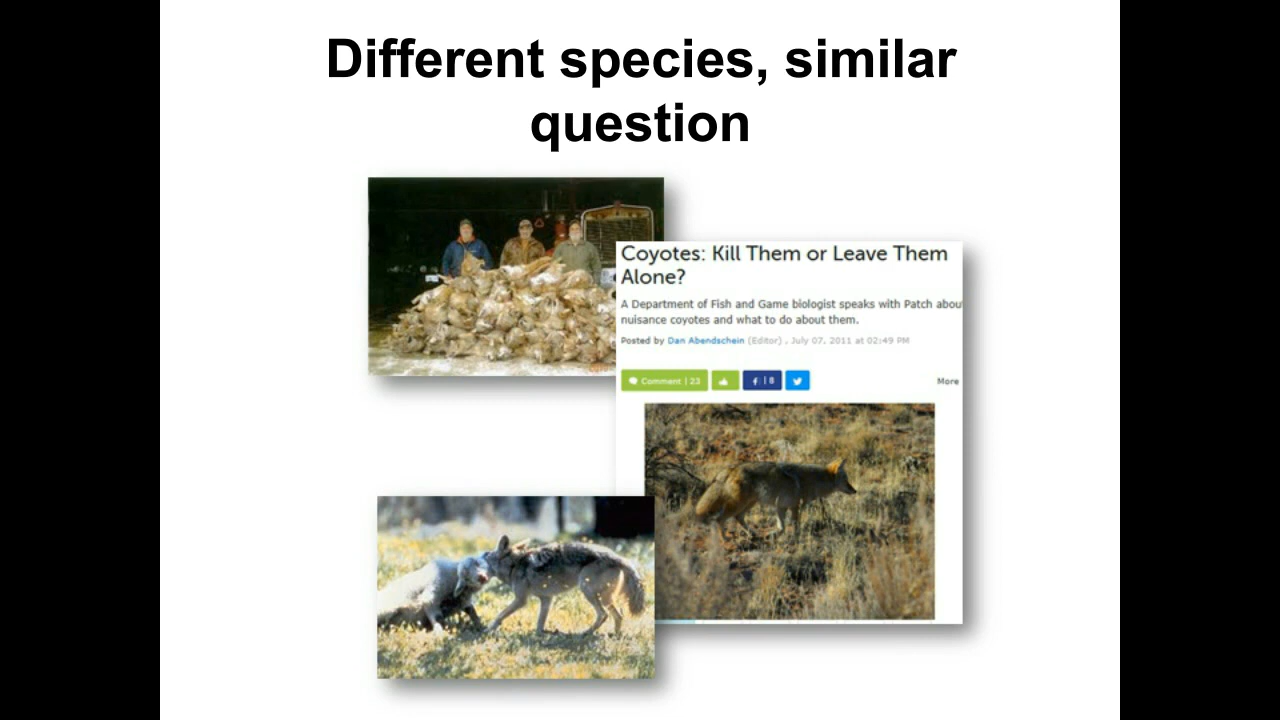 Different species, similar
question
Coyotes: Kill Them or Leave Them
Alone?
A Department of Fish and Game biologist speaks with Patch abou
nuisance coyotes and what to do about them.
Posted by Dan Abendschein (Editor) , July 07, 2011 at 02:49 PM
Comment | 23
f | 8
More